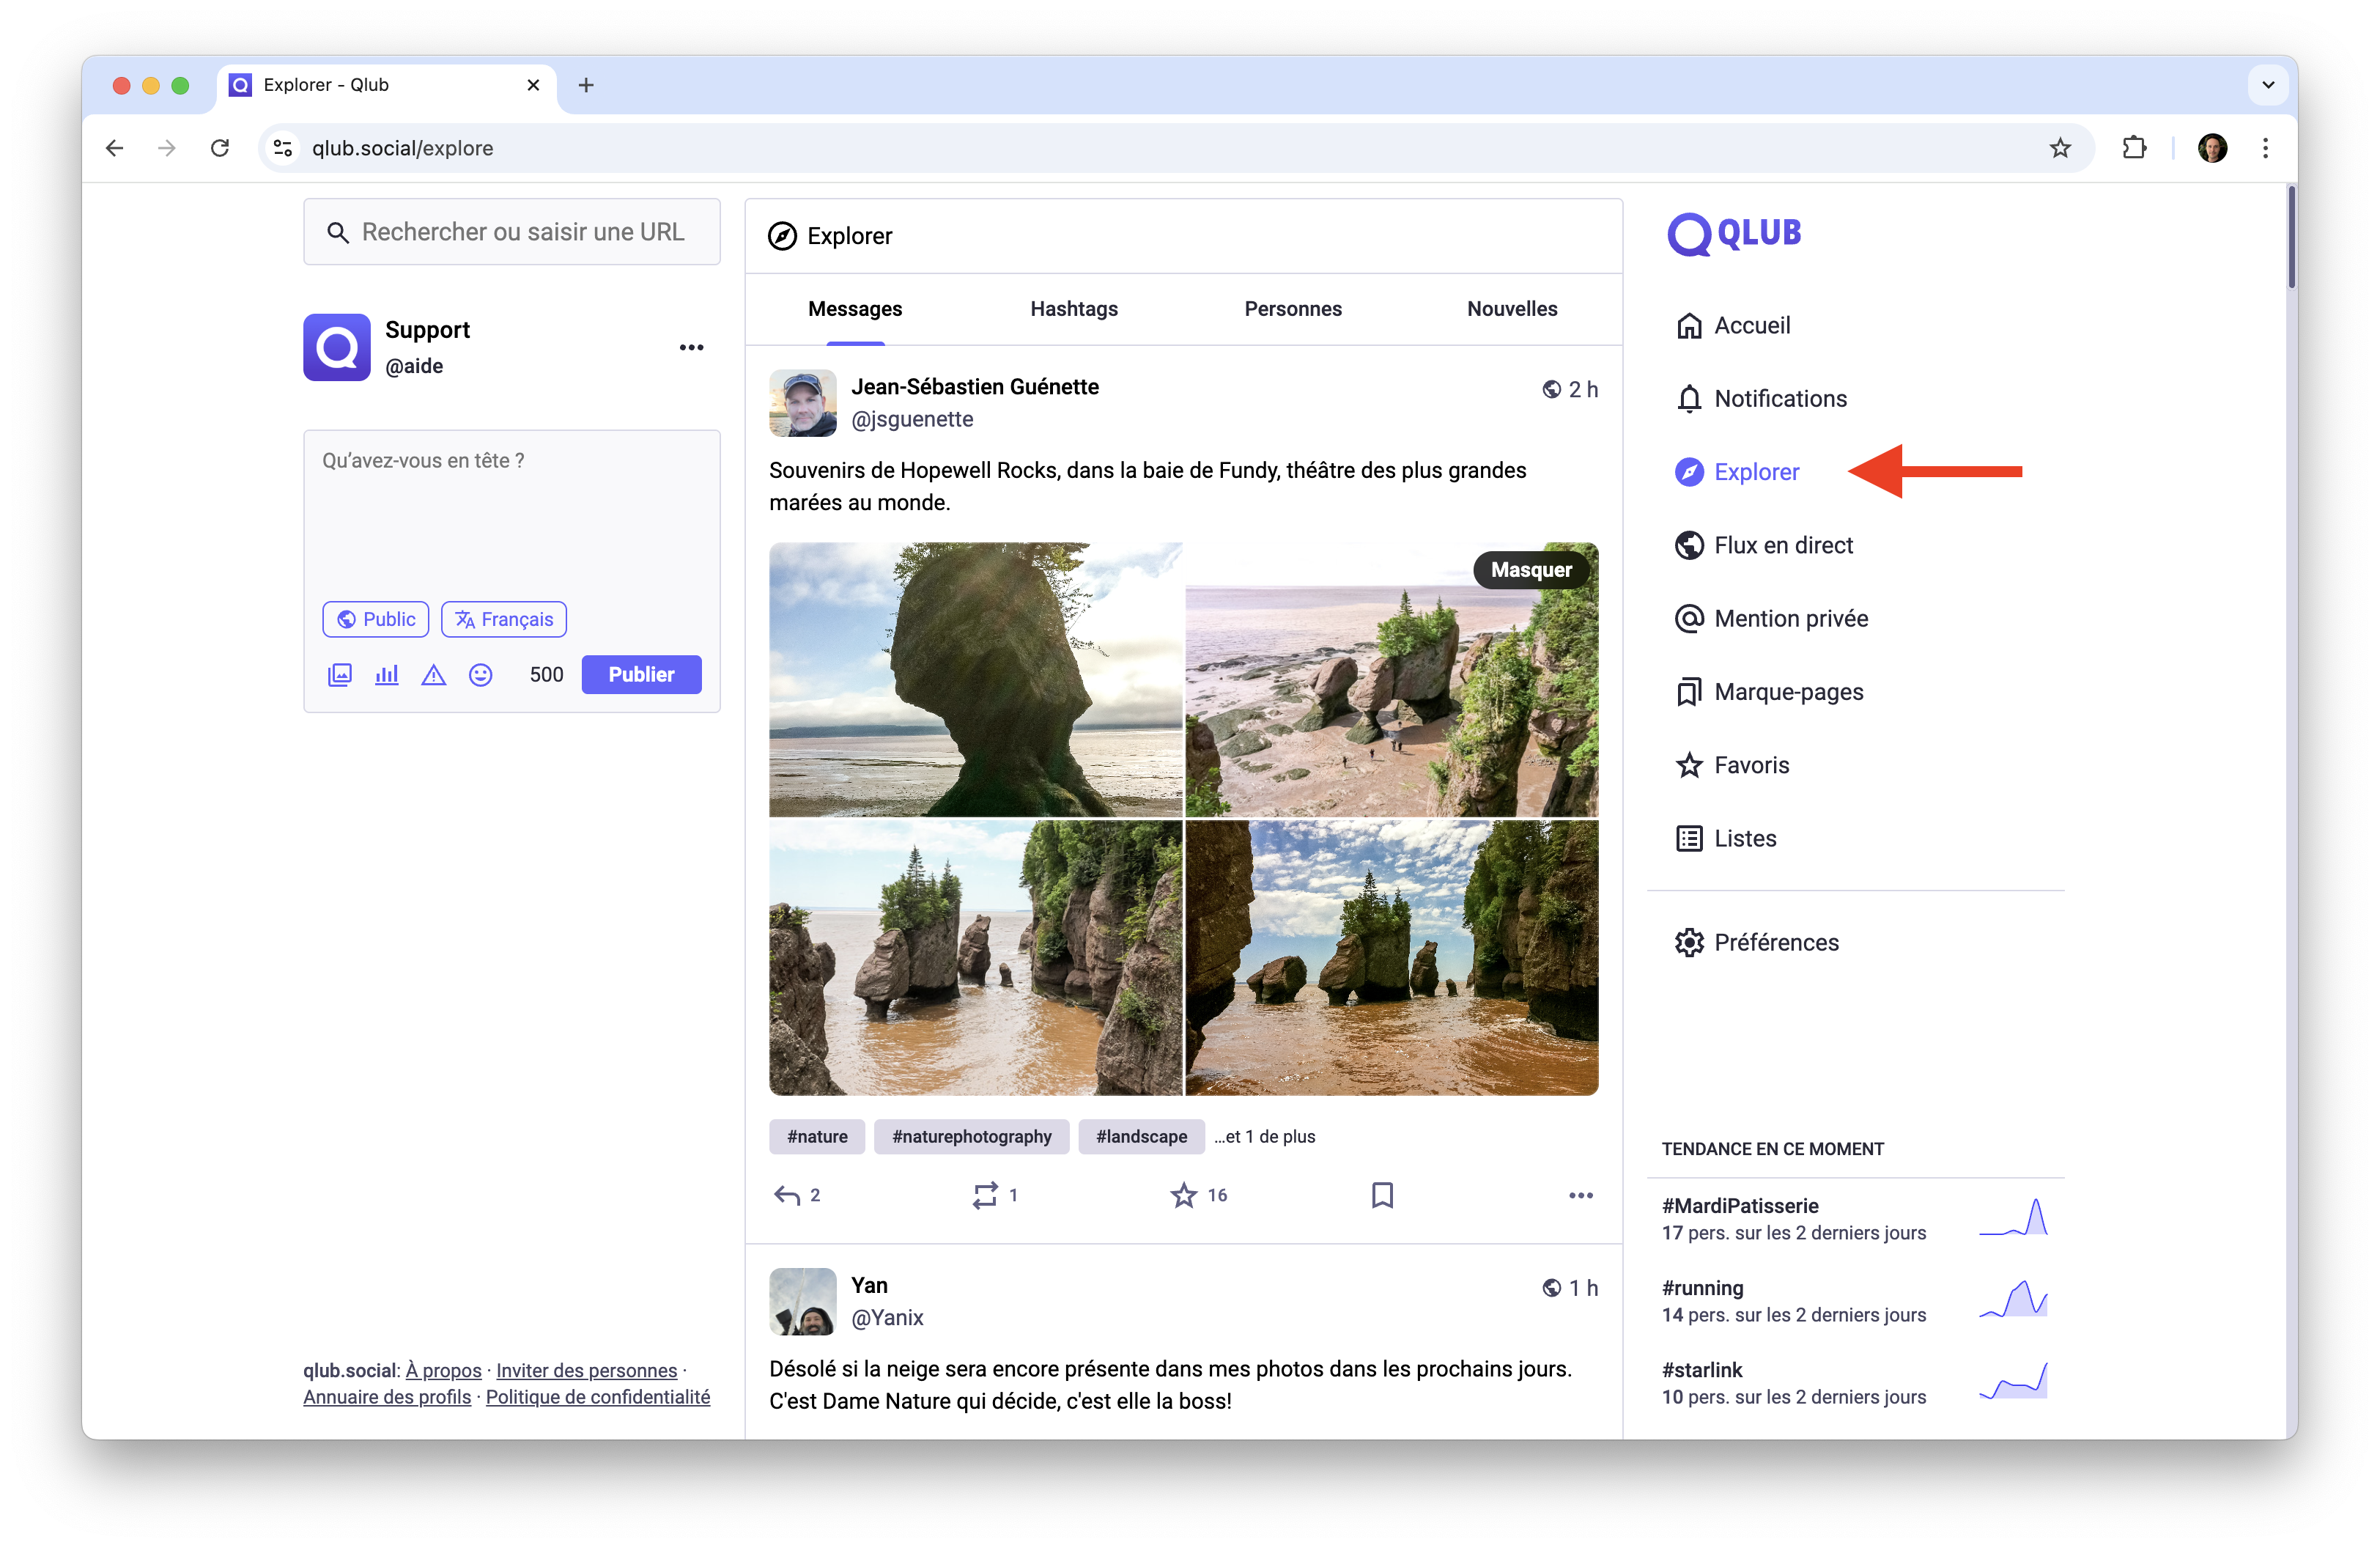 Explorer - Qlub
qlub.social/explore
Rechercher ou saisir une URL
Support
@aide
Qu’avez-vous en tête ?
Public
Français
500
Publier
qlub.social: À propos · Inviter des personnes ·
Annuaire des profils · Politique de confidentialité
Explorer
Messages
Hashtags
Personnes
Nouvelles
Jean-Sébastien Guénette
2 h
@jsguenette
Souvenirs de Hopewell Rocks, dans la baie de Fundy, théâtre des plus grandes
marées au monde.
Masquer
#nature
#naturephotography
#landscape
...et 1 de plus
2
1
16
Yan
1 h
@Yanix
Désolé si la neige sera encore présente dans mes photos dans les prochains jours.
C'est Dame Nature qui décide, c'est elle la boss!
QLUB
Accueil
Notifications
Explorer
Flux en direct
Mention privée
Marque-pages
Favoris
Listes
Préférences
TENDANCE EN CE MOMENT
#MardiPatisserie
17 pers. sur les 2 derniers jours
#running
14 pers. sur les 2 derniers jours
#starlink
10 pers. sur les 2 derniers jours